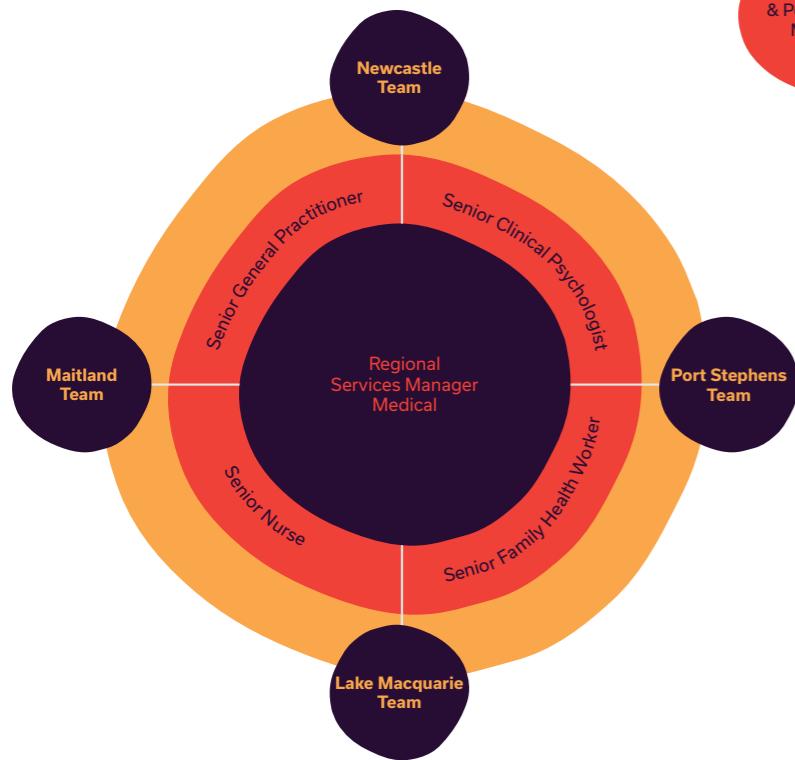 Newcastle
Team
Senior General Practitioner
Senior Clinical Psychologist
Maitland
Team
Regional
Services Manager
Medical
Port Stephens
Team
Senior Nurse
Senior Family Health Worker
Lake Macquarie
Team
&